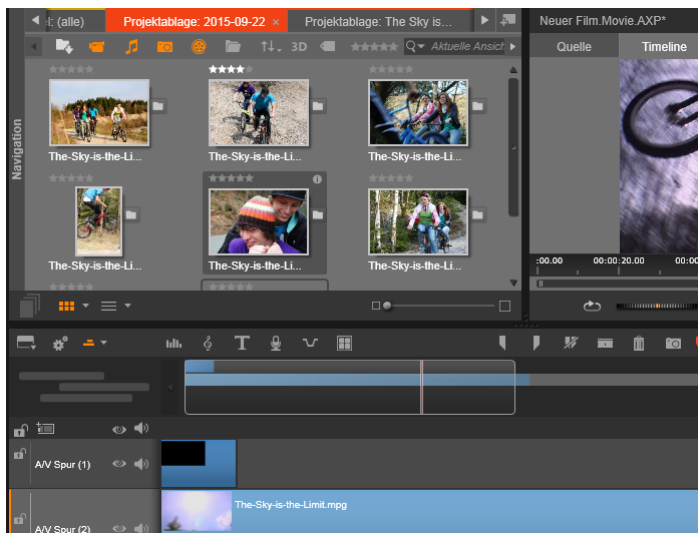 el: (alle)
Projektablage: 2015-09-22 ×
Projektablage: The Sky is...
Neuer Film.Movie.AXP*
3D
Aktuelle Ansicht
Quelle
Timeline
Navigation
The-Sky-is-the-Li...
The-Sky-is-the-Li...
The-Sky-is-the-Li...
The-Sky-is-the-Li...
The-Sky-is-the-Li...
The-Sky-is-the-Li...
:00.00
00:00:20.00
00:00
A/V Spur (1)
The-Sky-is-the-Limit.mpg
A/V Spur (2)